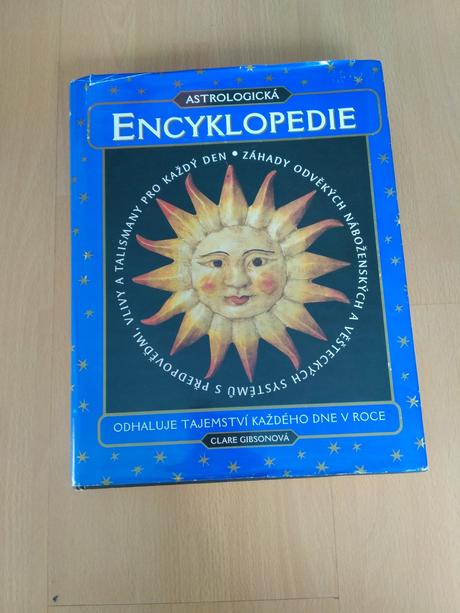 ASTROLOGICKÁ
ENCYKLOPEDIE
ZÁHADY ODVĚKÝCH NÁBOŽENSKÝCH A VĚŠTECKÝCH SYSTÉMŮ S PŘEDPOVĚĎMI, VLIVY A TALISMANY PRO KAŽDÝ DEN •
ODHALUJE TAJEMSTVÍ KAŽDÉHO DNE V ROCE
CLARE GIBSONOVÁ